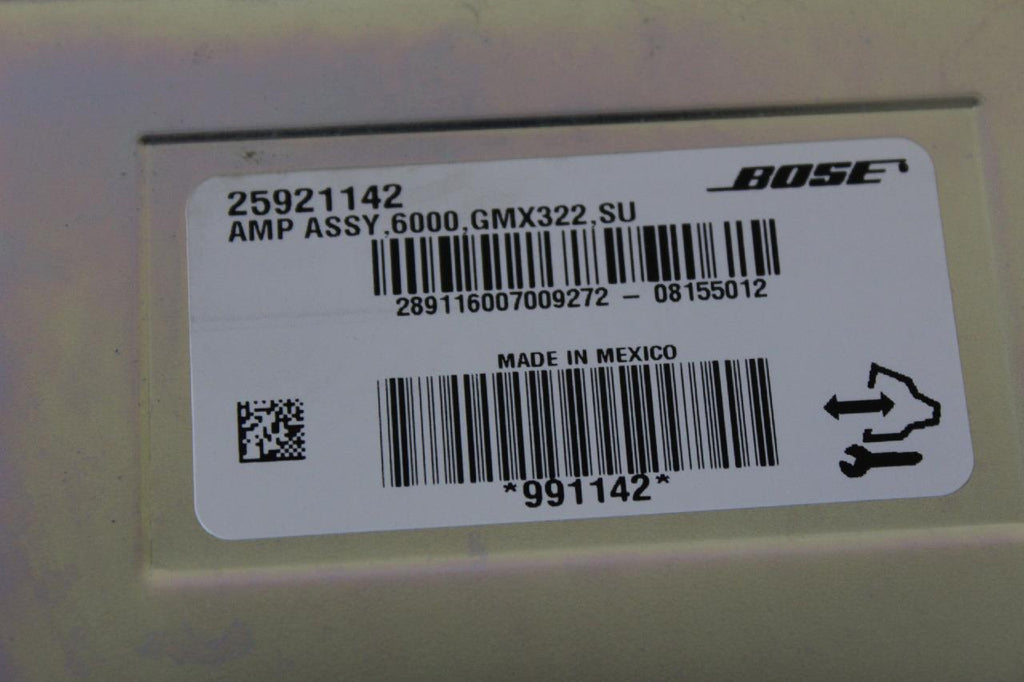 BOSE
25921142
AMP ASSY,6000,GMX322,SU
289116007009272 - 08155012
MADE IN MEXICO
*991142*